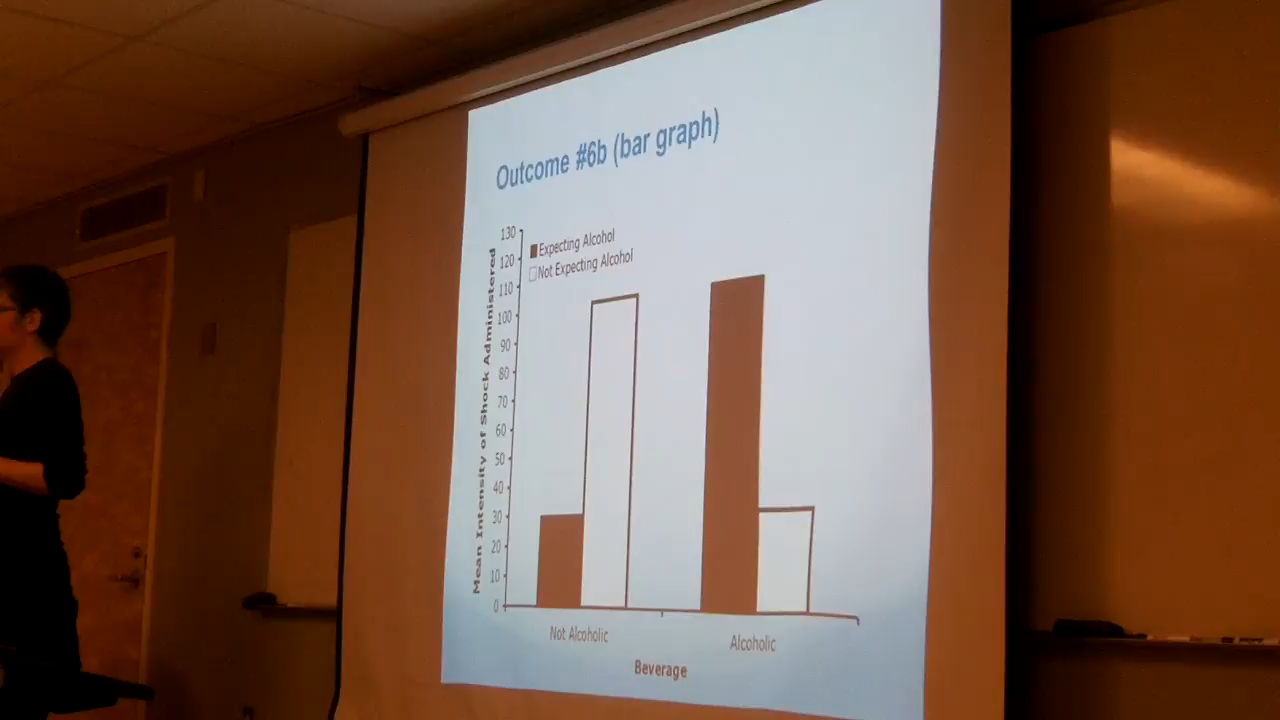 Outcome #6b (bar graph)
Expecting Alcohol
Not Expecting Alcohol
Mean Intensity of Shock Administered
130
120
110
100
90
80
70
60
50
40
30
20
10
0
Not Alcoholic
Alcoholic
Beverage